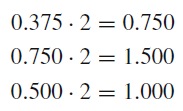 0.375 · 2 = 0.750
0.750 · 2 = 1.500
0.500 · 2 = 1.000